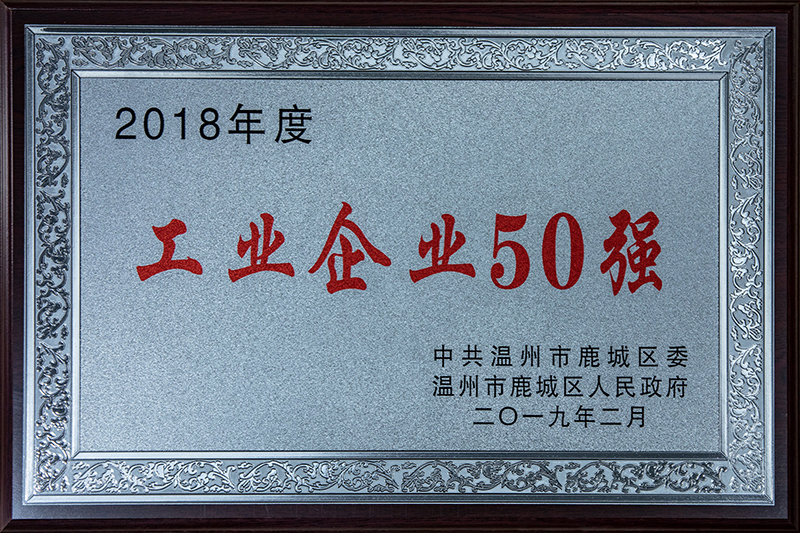 2018年度
工业企业50强
中共温州市鹿城区委
温州市鹿城区人民政府
二〇一九年二月